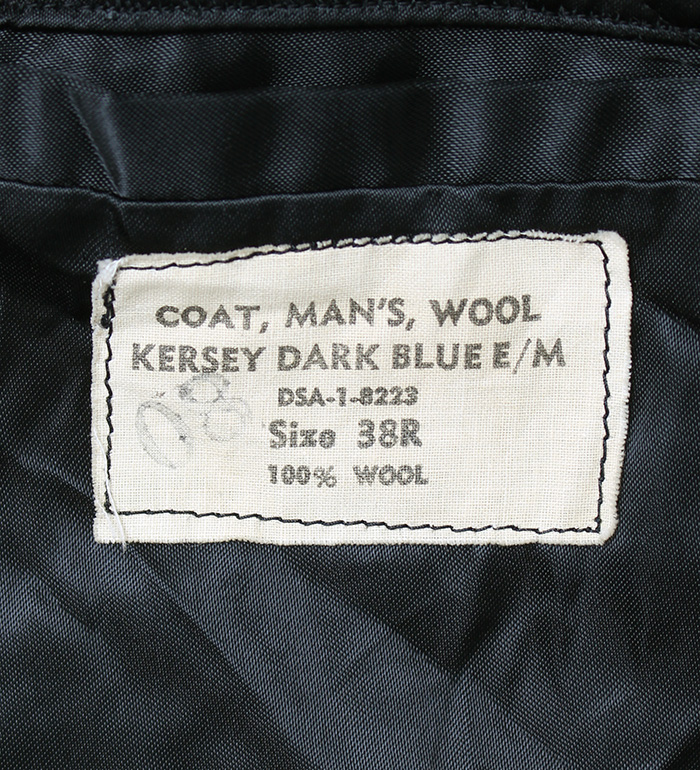 COAT, MAN'S, WOOL
KERSEY DARK BLUE E/M
DSA-1-8223
Size 38R
100% WOOL